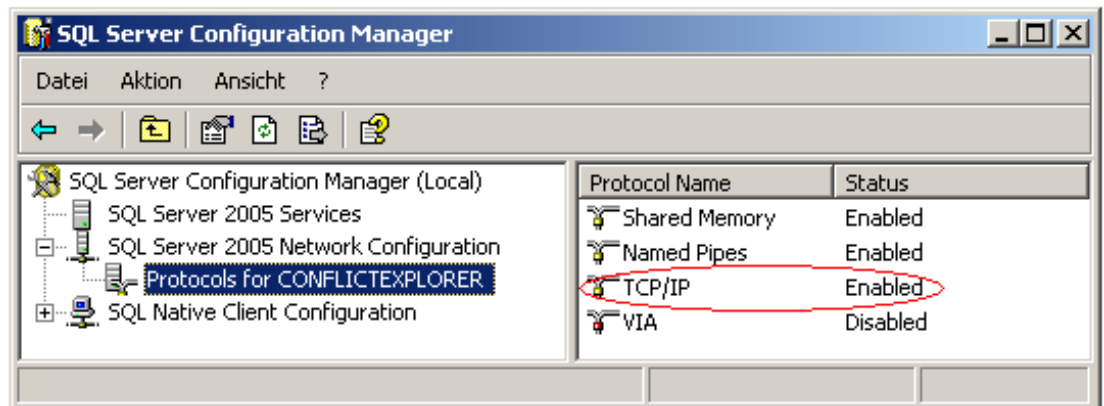 SQL Server Configuration Manager
Datei Aktion Ansicht ?
SQL Server Configuration Manager (Local)
SQL Server 2005 Services
SQL Server 2005 Network Configuration
Protocols for CONFLICTEXPLORER
SQL Native Client Configuration
Protocol Name Status
Shared Memory Enabled
Named Pipes Enabled
TCP/IP Enabled
VIA Disabled